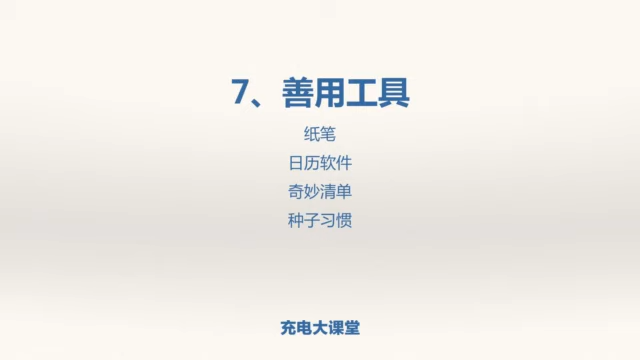 7、善用工具
纸笔
日历软件
奇妙清单
种子习惯
充电大课堂